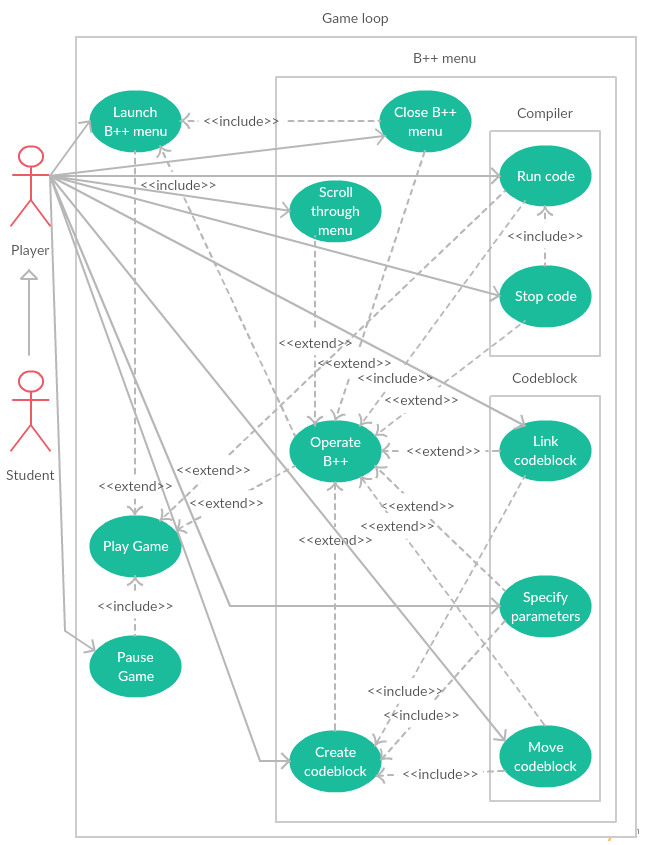 Game loop
B++ menu
Launch
B++ menu
<<include>>
Close B++
menu
Compiler
Run code
<<include>>
Scroll
through
menu
Player
<<include>>
Stop code
<<extend>>
<<extend>>
<<include>>
Codeblock
<<extend>>
Operate
B++
<<extend>>
Link
codeblock
Student
<<extend>>
<<extend>>
<<extend>>
<<extend>>
<<extend>>
<<extend>>
Play Game
<<include>>
Specify
parameters
Pause
Game
<<include>>
<<include>>
Create
codeblock
<<include>>
Move
codeblock